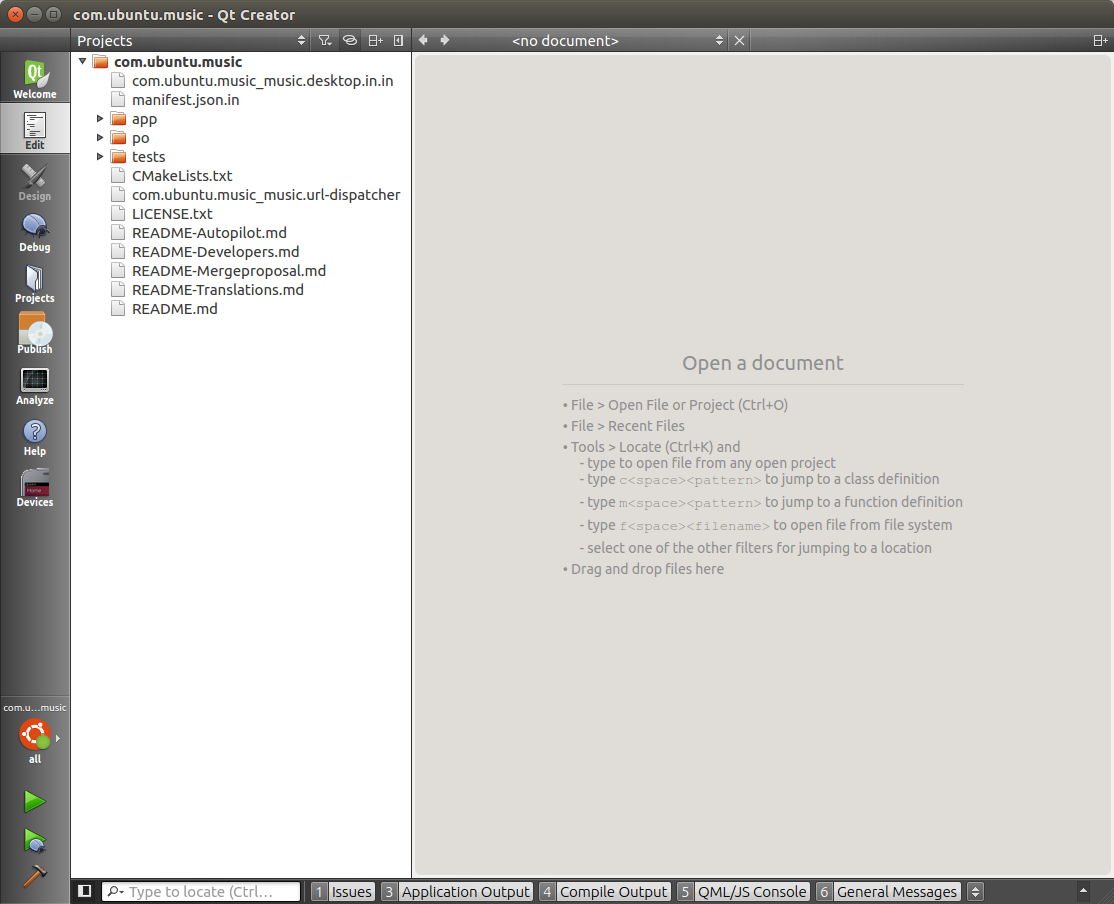 com.ubuntu.music - Qt Creator
Projects
<no document>
Qt
Welcome
Edit
Design
Debug
Projects
Publish
Analyze
Help
Home
Devices
com.ubuntu.music
com.ubuntu.music_music.desktop.in.in
manifest.json.in
app
po
tests
CMakeLists.txt
com.ubuntu.music_music.url-dispatcher
LICENSE.txt
README-Autopilot.md
README-Developers.md
README-Mergeproposal.md
README-Translations.md
README.md
Open a document
• File > Open File or Project (Ctrl+O)
• File > Recent Files
• Tools > Locate (Ctrl+K) and
- type to open file from any open project
- type c<space><pattern> to jump to a class definition
- type m<space><pattern> to jump to a function definition
- type f<space><filename> to open file from file system
- select one of the other filters for jumping to a location
• Drag and drop files here
com.u...music
all
Type to locate (Ctrl...
1 Issues
3 Application Output
4 Compile Output
5 QML/JS Console
6 General Messages